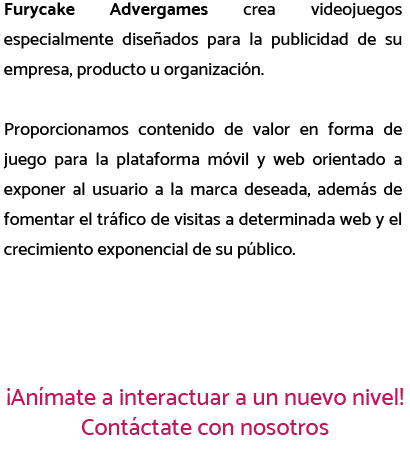 Furycake Advergames crea videojuegos
especialmente diseñados para la publicidad de su
empresa, producto u organización.
Proporcionamos contenido de valor en forma de
juego para la plataforma móvil y web orientado a
exponer al usuario a la marca deseada, además de
fomentar el tráfico de visitas a determinada web y el
crecimiento exponencial de su público.
¡Anímate a interactuar a un nuevo nivel!
Contáctate con nosotros